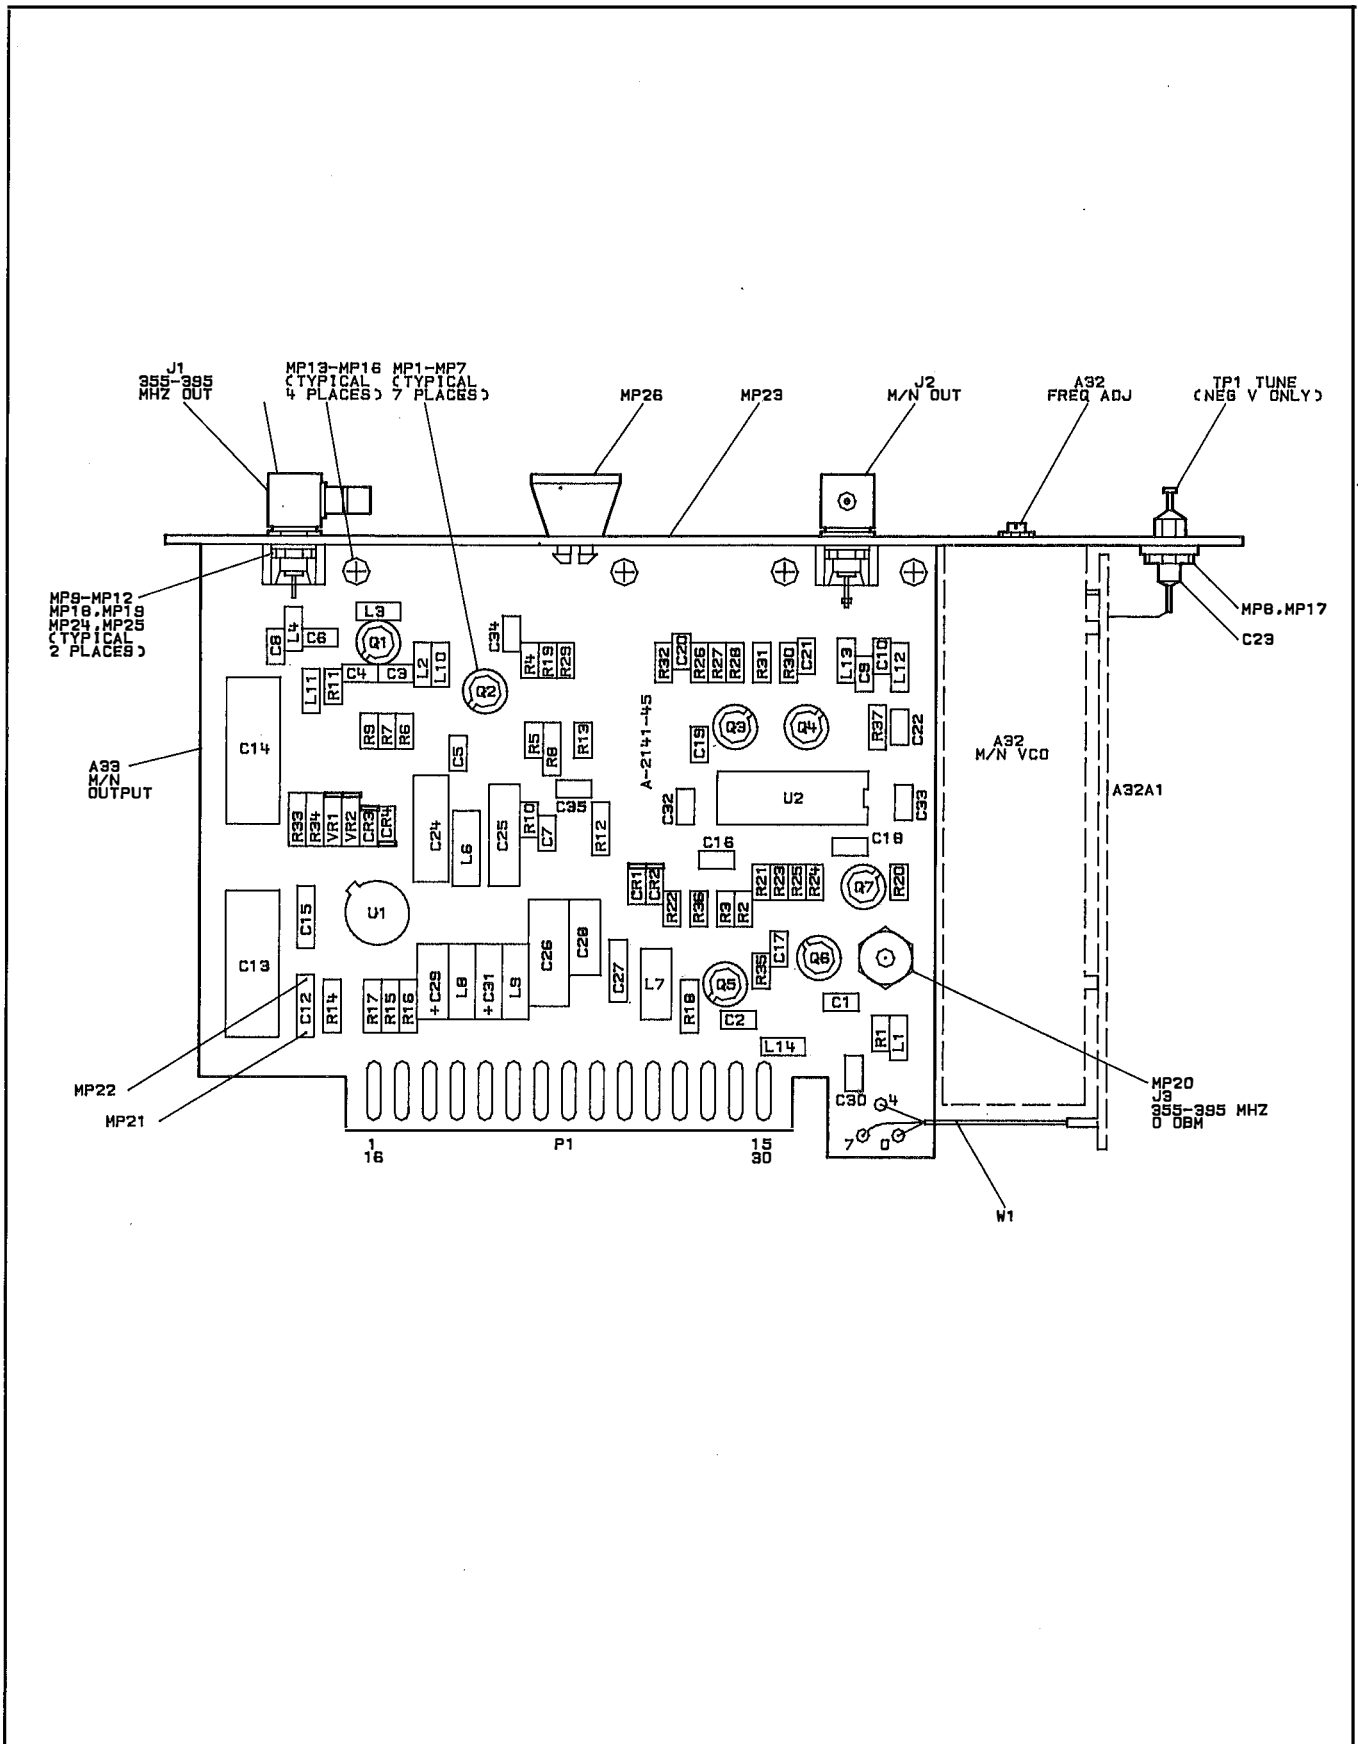 J1
355-395
MHZ OUT
MP13-MP16
(TYPICAL
4 PLACES)
MP1-MP7
(TYPICAL
7 PLACES)
MP26
MP23
J2
M/N OUT
A32
FREQ ADJ
TP1 TUNE
(NEG V ONLY)
MP9-MP12
MP18,MP19
MP24,MP25
(TYPICAL
2 PLACES)
MP8,MP17
C23
L3
C8
L4
C6
Q1
C34
L11
R11
C4
C3
L2
L10
Q2
R4
R19
R29
R32
C20
R26
R27
R28
R31
R30
C21
L13
C9
C10
L12
C14
R9
R7
R6
C5
R5
R8
R13
A-2141-45
C19
Q3
Q4
R37
C22
A32
M/N VCO
A33
M/N
OUTPUT
A32A1
R33
R34
VR1
VR2
CR3
CR4
C24
L6
C25
R10
C7
C35
R12
C32
U2
C33
C16
C18
CR1
CR2
R22
R36
R3
R2
R21
R23
R25
R24
Q7
R20
C13
C15
U1
C12
R14
R17
R15
R16
+C29
L8
+C31
L9
C26
C28
C27
L7
R18
Q5
C2
R35
C17
Q6
C1
L14
R1
L1
C30
4
7
0
MP22
MP21
MP20
J3
355-395 MHZ
0 DBM
1
16
P1
15
30
W1